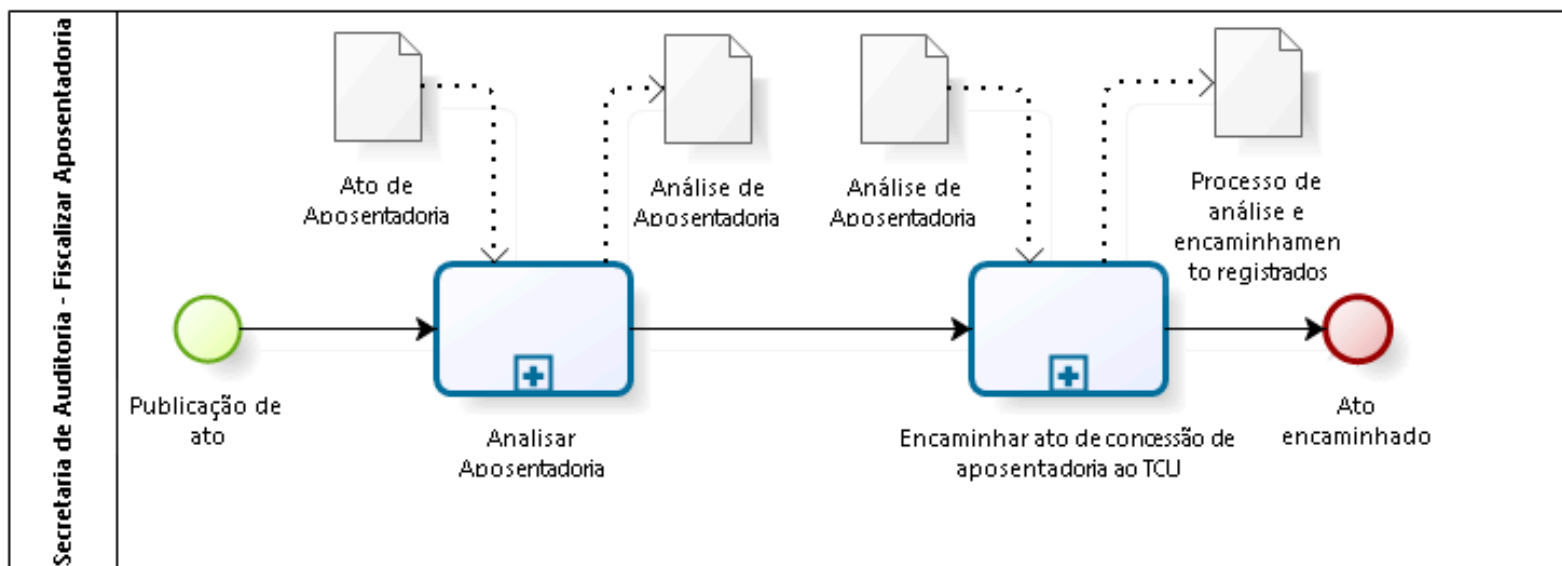 Secretaria de Auditoria - Fiscalizar Aposentadoria
Ato de
Aposentadoria
Análise de
Aposentadoria
Análise de
Aposentadoria
Processo de
análise e
encaminhamen
to registrados
Publicação de
ato
Analisar
Aposentadoria
Encaminhar ato de concessão de
aposentadoria ao TCU
Ato
encaminhado